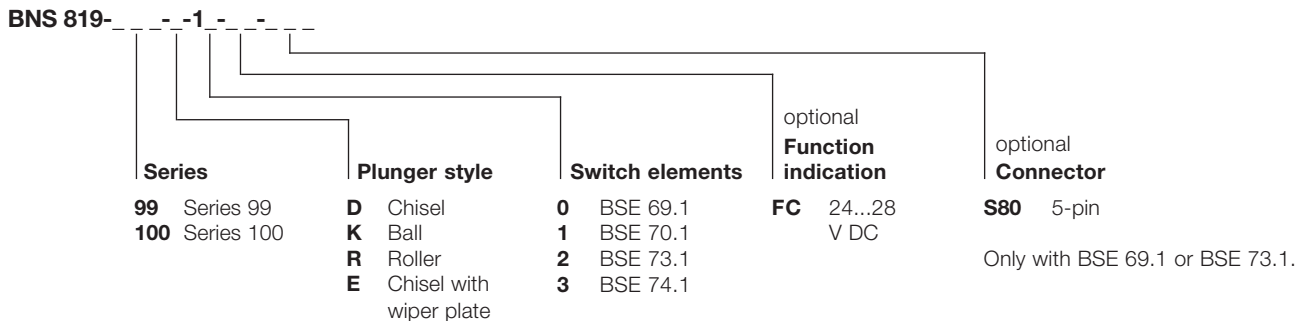 BNS 819-_ _ _-_-1_-_ _-_ _ _
optional
Function
indication
optional
Connector
Series
Plunger style
Switch elements
99 Series 99
100 Series 100
D Chisel
K Ball
R Roller
E Chisel with
wiper plate
0 BSE 69.1
1 BSE 70.1
2 BSE 73.1
3 BSE 74.1
FC 24...28
V DC
S80 5-pin
Only with BSE 69.1 or BSE 73.1.